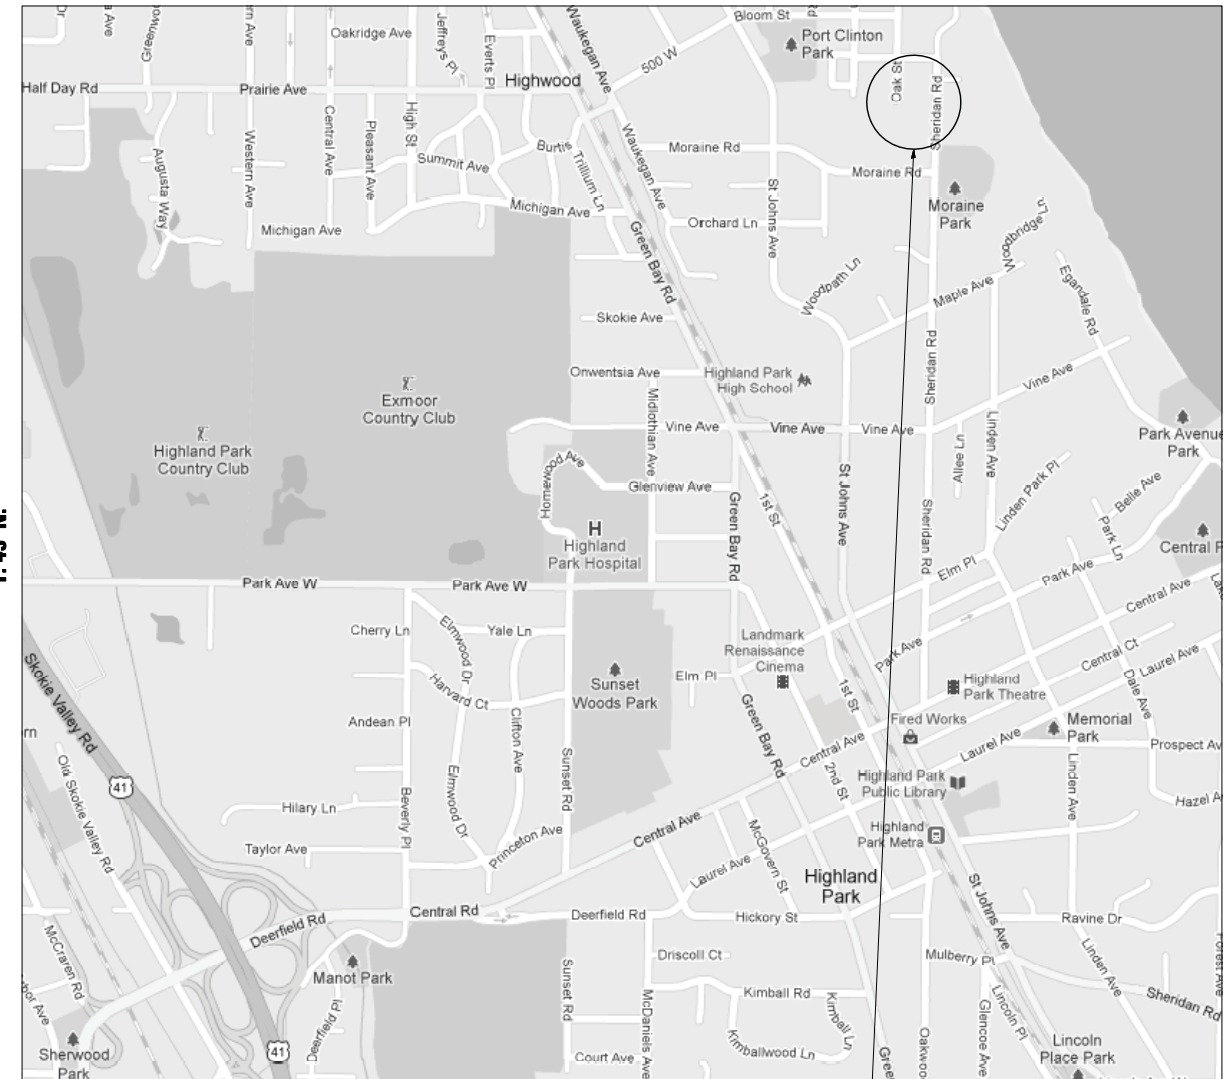 Bloom St
Oakridge Ave
Jeffreys Pl
Everts Pl
Waukegan Ave
Port Clinton
Park
500 W
Highwood
Half Day Rd
Prairie Ave
Oak St
Sheridan Rd
Central Ave
Pleasant Ave
High St
Western Ave
Augusta Way
Summit Ave
Burtis
Trillium Ln
Waukegan Ave
Moraine Rd
Moraine Rd
Moraine
Park
St Johns Ave
Michigan Ave
Michigan Ave
Orchard Ln
Green Bay Rd
Woodbridge Ln
Woodpath Ln
Egandale Rd
Maple Ave
Skokie Ave
Sheridan Rd
Onwentsia Ave
Highland Park
High School
Vine Ave
Exmoor
Country Club
Midlothian Ave
Vine Ave
Vine Ave
Vine Ave
Park Avenue
Park
Highland Park
Country Club
Homewood Ave
Glenview Ave
Allee Ln
Linden Ave
Linden Park Pl
Belle Ave
Park Ln
St Johns Ave
1st St
Green Bay Rd
Sheridan Rd
H
Highland
Park Hospital
Park Ave W
Park Ave W
Elm Pl
Park Ave
Central Ave
Cherry Ln
Elmwood Dr
Yale Ln
Landmark
Renaissance
Cinema
Park Ave
Central Ct
Laurel Ave
Skokie Valley Rd
Harvard Ct
Sunset
Woods Park
Elm Pl
1st St
Highland
Park Theatre
Dale Ave
Andean Pl
Clifton Ave
Green Bay Rd
Fired Works
Memorial
Park
Central Ave
Laurel Ave
Prospect Av
Old Skokie Valley Rd
41
Elmwood Dr
Sunset Rd
2nd St
Highland Park
Public Library
Linden Ave
Hazel A
Hilary Ln
Beverly Pl
Taylor Ave
Princeton Ave
Central Ave
McGovern St
Highland
Park Metra
Laurel Ave
Highland
Park
St Johns Ave
Deerfield Rd
Central Rd
Deerfield Rd
Hickory St
Ravine Dr
McCraren Rd
Manot Park
Driscoll Ct
Mulberry Pl
Linden Ave
Forest Ave
Sunset Rd
McDaniels Ave
Kimball Rd
Kimball Ln
Lincoln Pl
Sheridan Rd
Deerfield Pl
Glencoe Ave
Sherwood
Park
41
Court Ave
Kimballwood Ln
Oakwoo
Lincoln
Place Park